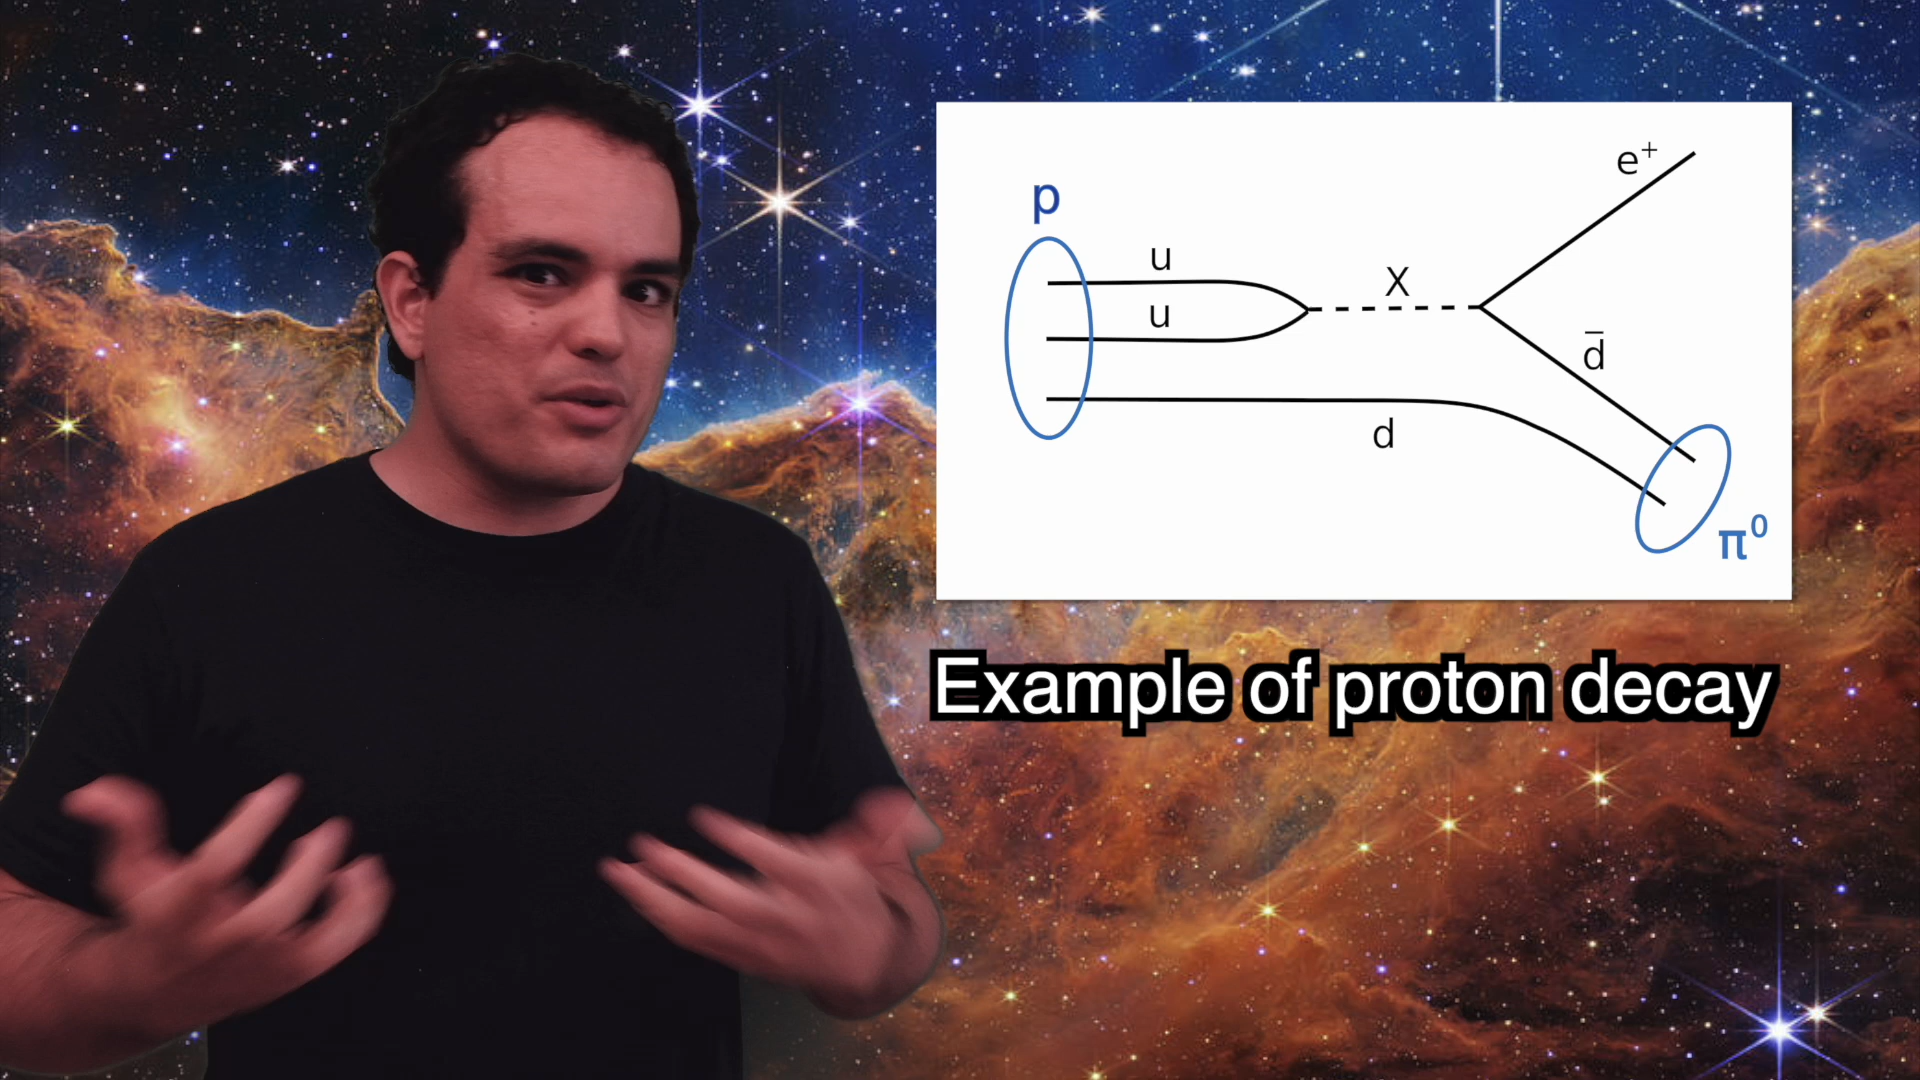 e⁺
p
u
X
u
d̄
d
π⁰
Example of proton decay